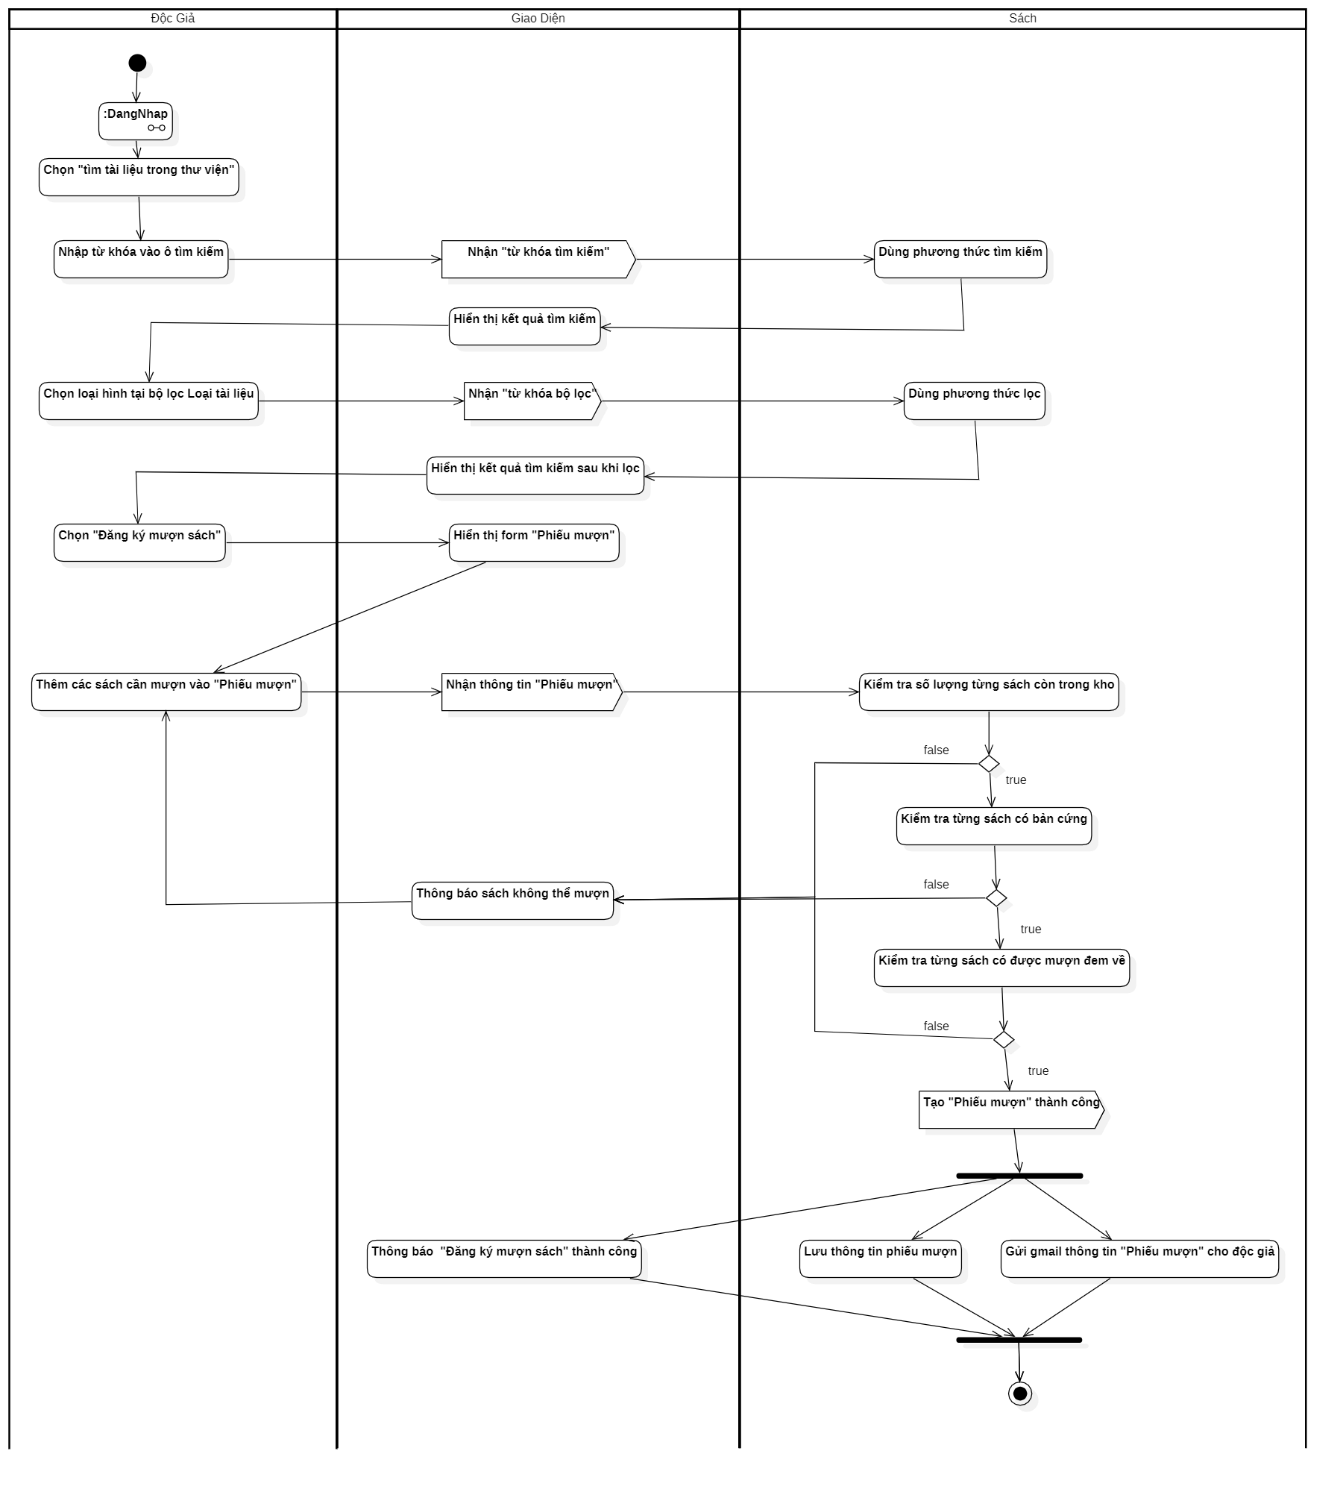 Độc Giả
Giao Diện
Sách
:DangNhap
Chọn "tìm tài liệu trong thư viện"
Nhập từ khóa vào ô tìm kiếm
Nhận "từ khóa tìm kiếm"
Dùng phương thức tìm kiếm
Hiển thị kết quả tìm kiếm
Chọn loại hình tại bộ lọc Loại tài liệu
Nhận "từ khóa bộ lọc"
Dùng phương thức lọc
Hiển thị kết quả tìm kiếm sau khi lọc
Chọn "Đăng ký mượn sách"
Hiển thị form "Phiếu mượn"
Thêm các sách cần mượn vào "Phiếu mượn"
Nhận thông tin "Phiếu mượn"
Kiểm tra số lượng từng sách còn trong kho
false
true
Kiểm tra từng sách có bản cứng
false
Thông báo sách không thể mượn
true
Kiểm tra từng sách có được mượn đem về
false
true
Tạo "Phiếu mượn" thành công
Thông báo  "Đăng ký mượn sách" thành công
Lưu thông tin phiếu mượn
Gửi gmail thông tin "Phiếu mượn" cho độc giả